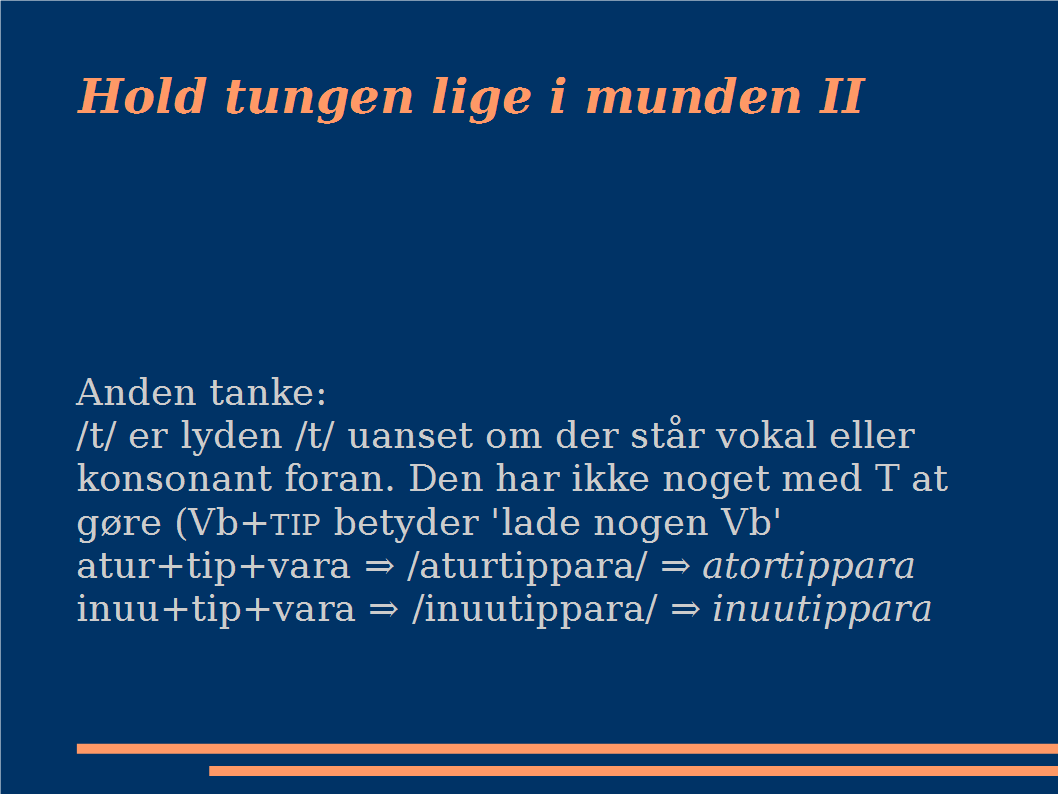 Hold tungen lige i munden II
Anden tanke:
/t/ er lyden /t/ uanset om der står vokal eller
konsonant foran. Den har ikke noget med T at
gøre (Vb+TIP betyder 'lade nogen Vb'
atur+tip+vara ⇒ /aturtippara/ ⇒ atortippara
inuu+tip+vara ⇒ /inuutippara/ ⇒ inuutippara